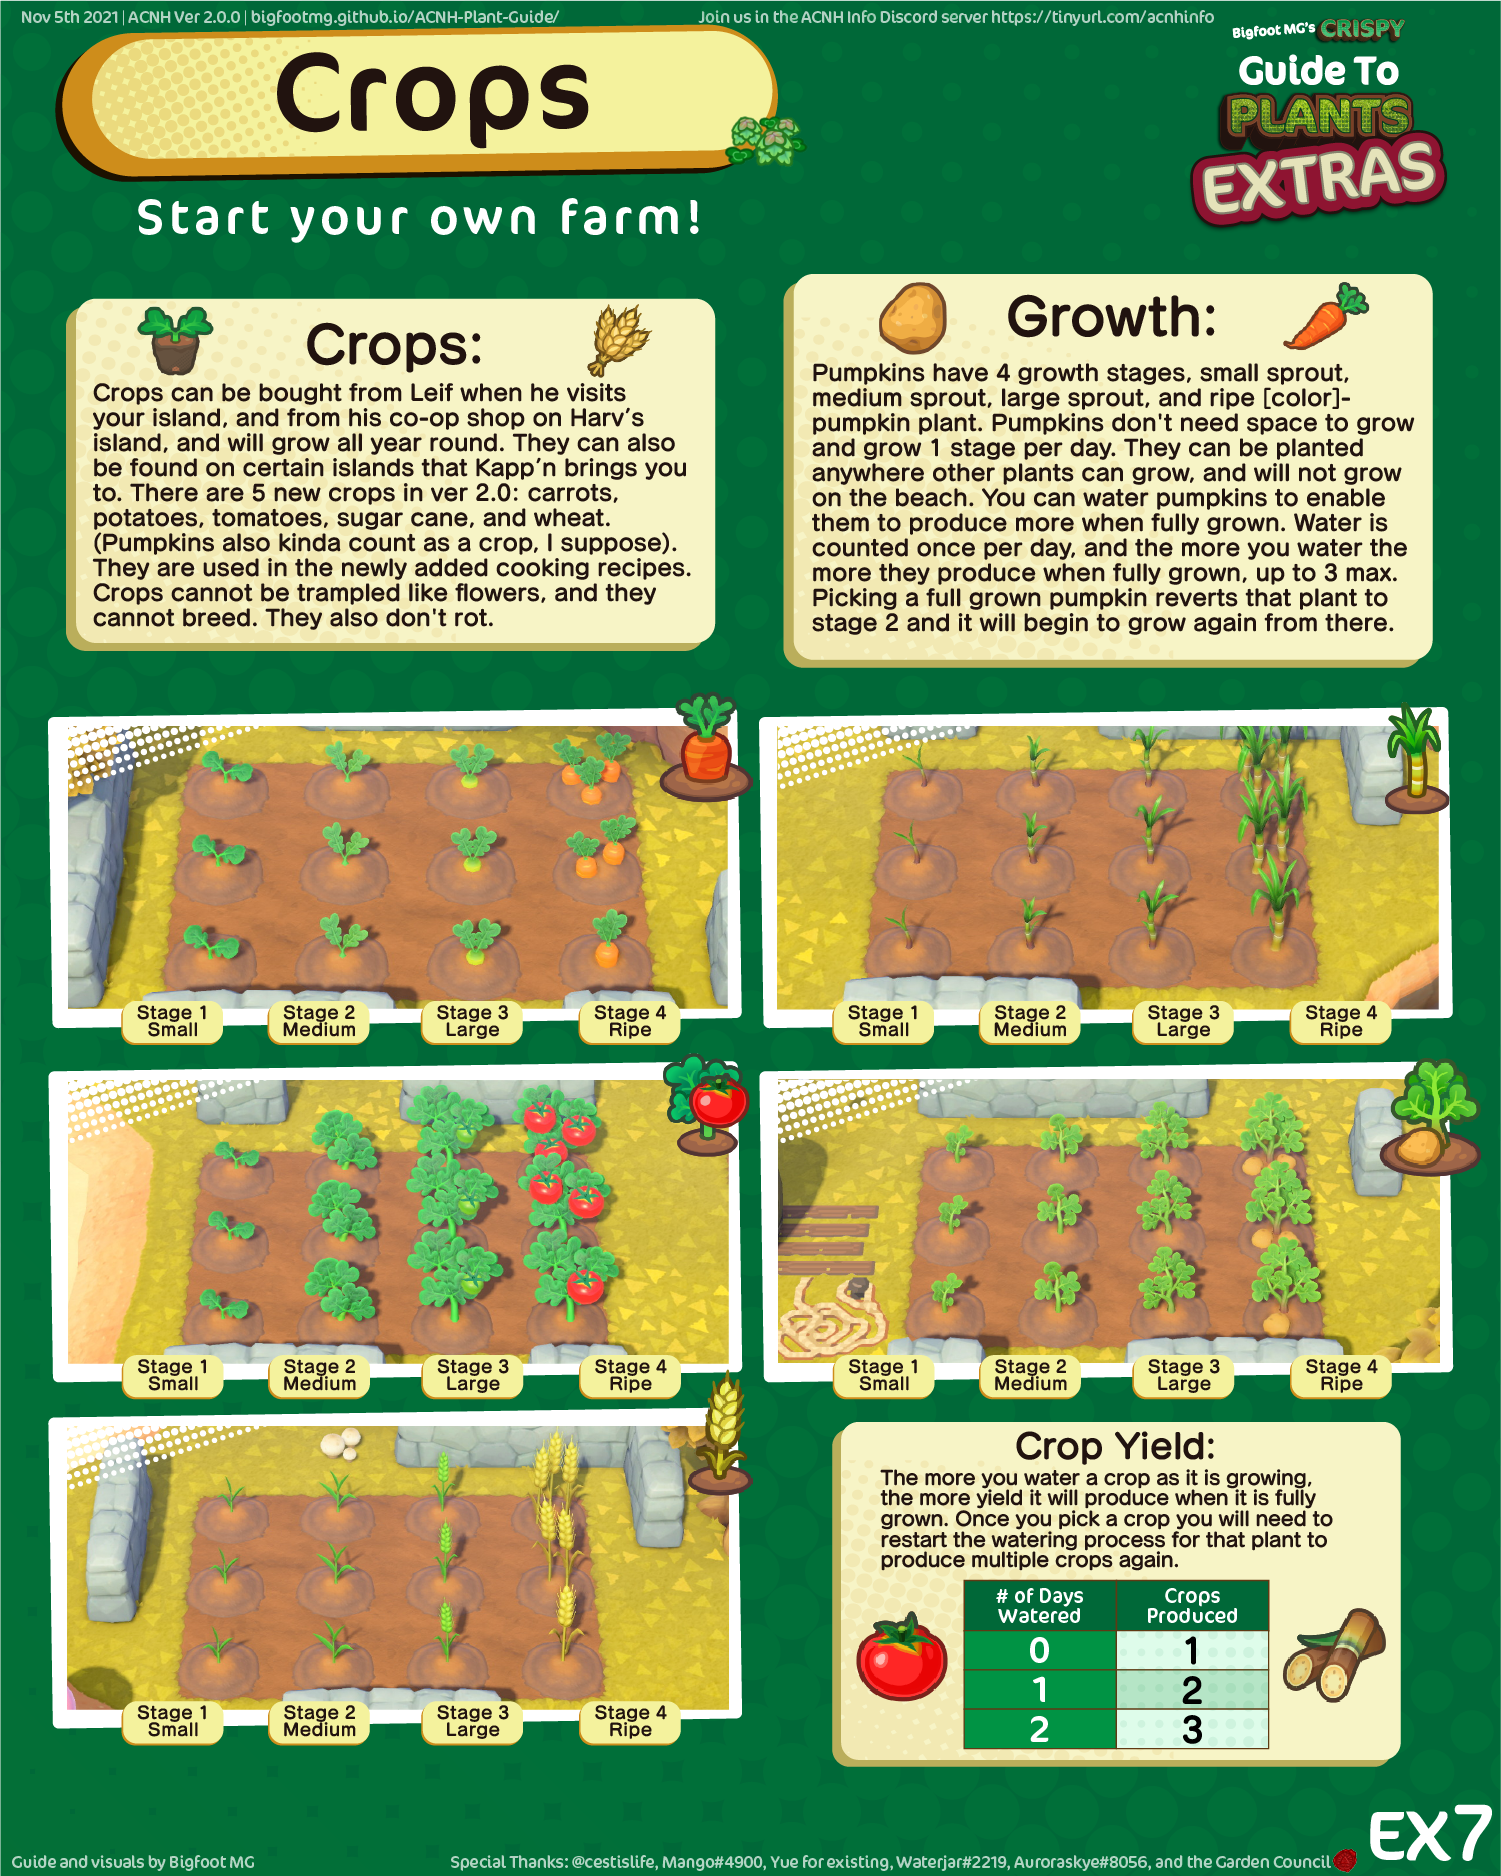 Nov 5th 2021 | ACNH Ver 2.0.0 | bigfootmg.github.io/ACNH-Plant-Guide/
Join us in the ACNH Info Discord server https://tinyurl.com/acnhinfo
Bigfoot MG's CRISPY
Guide To
PLANTS
EXTRAS
Crops
Start your own farm!
Crops:
Crops can be bought from Leif when he visits
your island, and from his co-op shop on Harv's
island, and will grow all year round. They can also
be found on certain islands that Kapp'n brings you
to. There are 5 new crops in ver 2.0: carrots,
potatoes, tomatoes, sugar cane, and wheat.
(Pumpkins also kinda count as a crop, I suppose).
They are used in the newly added cooking recipes.
Crops cannot be trampled like flowers, and they
cannot breed. They also don't rot.
Growth:
Pumpkins have 4 growth stages, small sprout,
medium sprout, large sprout, and ripe [color]-
pumpkin plant. Pumpkins don't need space to grow
and grow 1 stage per day. They can be planted
anywhere other plants can grow, and will not grow
on the beach. You can water pumpkins to enable
them to produce more when fully grown. Water is
counted once per day, and the more you water the
more they produce when fully grown, up to 3 max.
Picking a full grown pumpkin reverts that plant to
stage 2 and it will begin to grow again from there.
Stage 1
Small
Stage 2
Medium
Stage 3
Large
Stage 4
Ripe
Stage 1
Small
Stage 2
Medium
Stage 3
Large
Stage 4
Ripe
Stage 1
Small
Stage 2
Medium
Stage 3
Large
Stage 4
Ripe
Stage 1
Small
Stage 2
Medium
Stage 3
Large
Stage 4
Ripe
Stage 1
Small
Stage 2
Medium
Stage 3
Large
Stage 4
Ripe
Crop Yield:
The more you water a crop as it is growing,
the more yield it will produce when it is fully
grown. Once you pick a crop you will need to
restart the watering process for that plant to
produce multiple crops again.
# of Days
Watered
Crops
Produced
0 1
1 2
2 3
EX7
Guide and visuals by Bigfoot MG
Special Thanks: @cestislife, Mango#4900, Yue for existing, Waterjar#2219, Auroraskye#8056, and the Garden Council